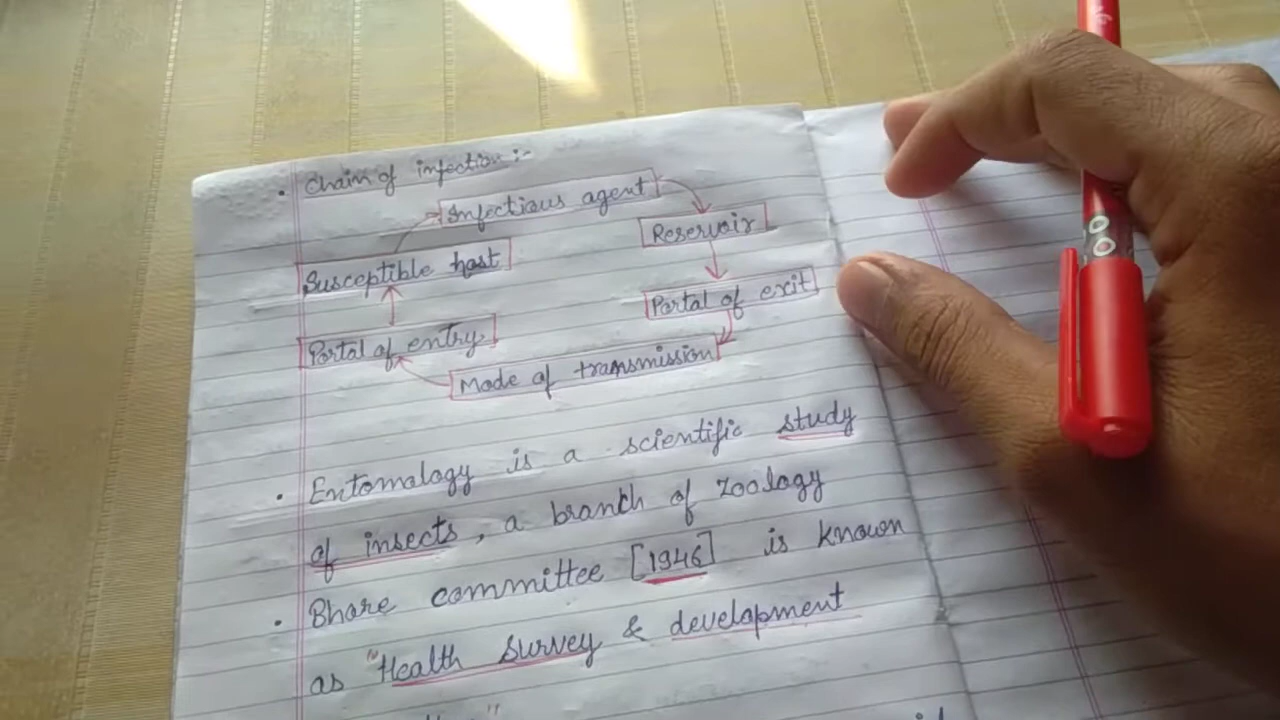 • Chain of infection :-
Infectious agent
Reservoir
Susceptible host
Portal of exit
Portal of entry
Mode of transmission
• Entomology is a scientific study
of insects, a branch of zoology
• Bhore committee [1946] is known
as "Health survey & development